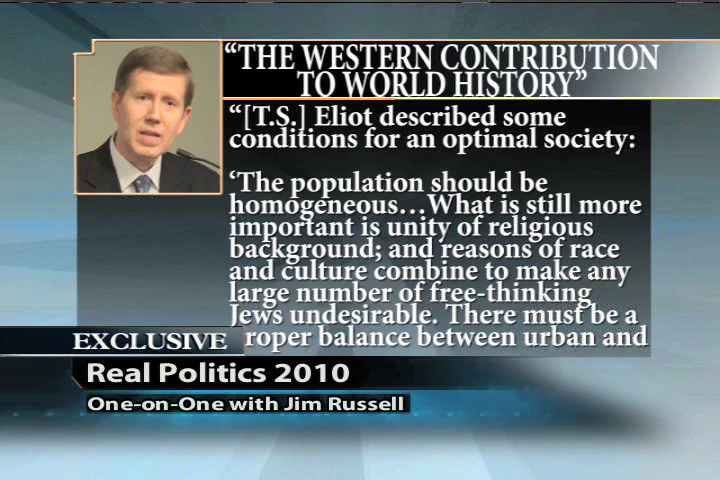 “THE WESTERN CONTRIBUTION
TO WORLD HISTORY”
“[T.S.] Eliot described some
conditions for an optimal society:
‘The population should be
homogeneous…What is still more
important is unity of religious
background; and reasons of race
and culture combine to make any
large number of free-thinking
Jews undesirable. There must be a
proper balance between urban and
EXCLUSIVE
Real Politics 2010
One-on-One with Jim Russell